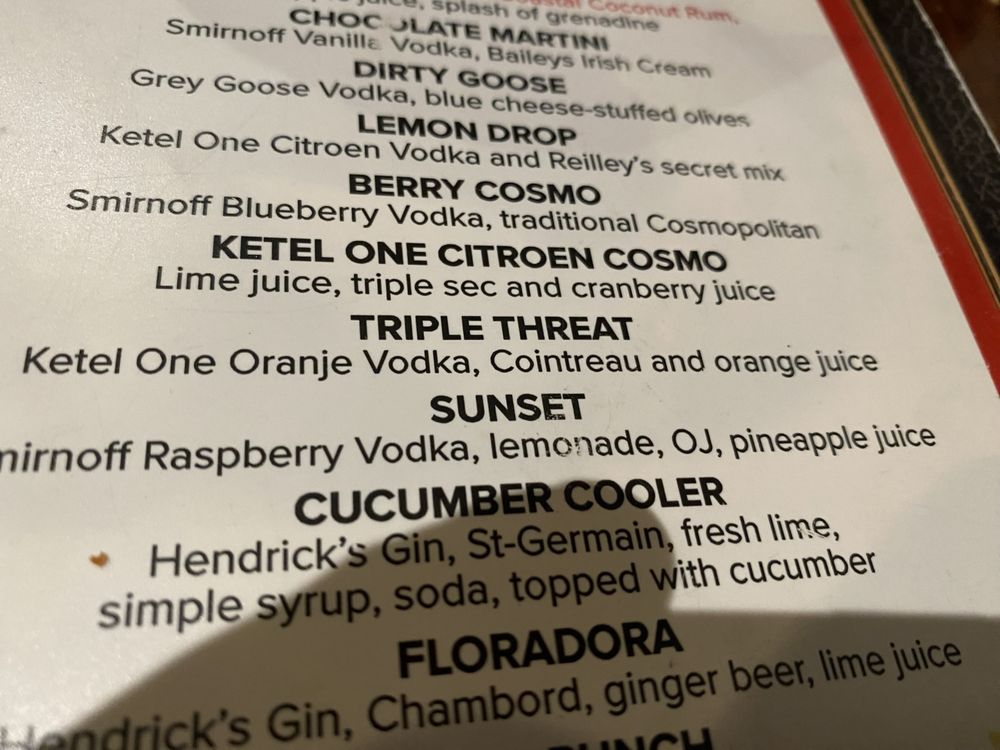 juice, splash of grenadine
Coconut Rum,
CHOCOLATE MARTINI
Smirnoff Vanilla Vodka, Baileys Irish Cream
DIRTY GOOSE
Grey Goose Vodka, blue cheese-stuffed olives
LEMON DROP
Ketel One Citroen Vodka and Reilley's secret mix
BERRY COSMO
Smirnoff Blueberry Vodka, traditional Cosmopolitan
KETEL ONE CITROEN COSMO
Lime juice, triple sec and cranberry juice
TRIPLE THREAT
Ketel One Oranje Vodka, Cointreau and orange juice
SUNSET
mirnoff Raspberry Vodka, lemonade, OJ, pineapple juice
CUCUMBER COOLER
Hendrick's Gin, St-Germain, fresh lime,
simple syrup, soda, topped with cucumber
FLORADORA
Hendrick's Gin, Chambord, ginger beer, lime juice
PUNCH